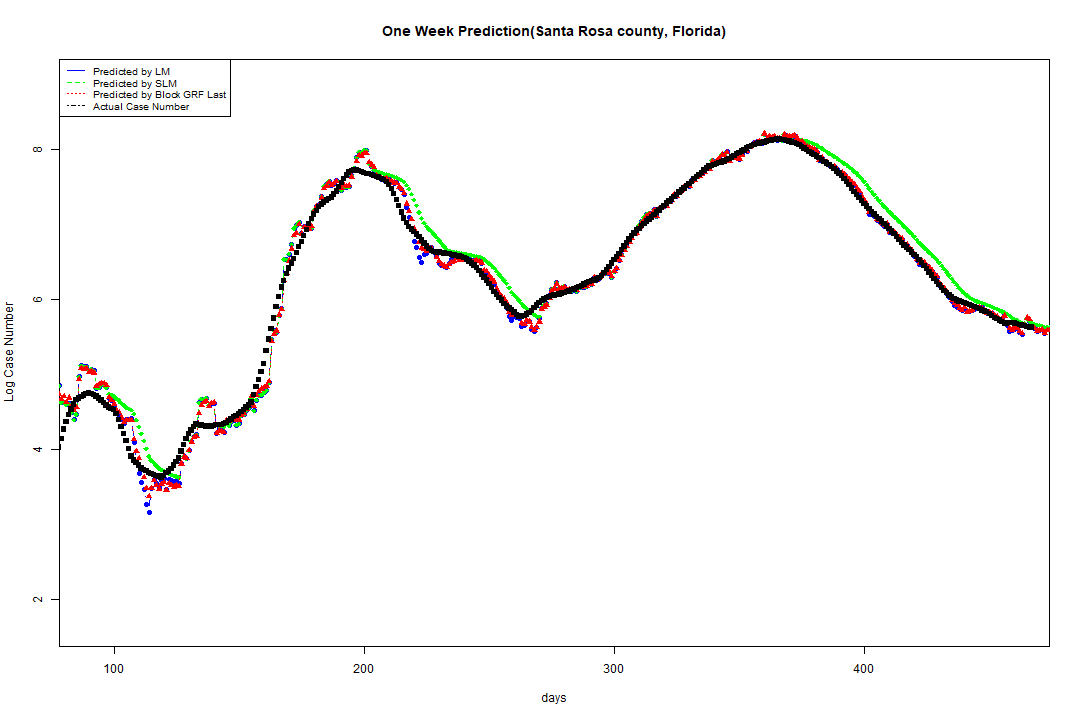 One Week Prediction(Santa Rosa county, Florida)
Predicted by LM
Predicted by SLM
Predicted by Block GRF Last
Actual Case Number
8
6
4
2
Log Case Number
100 200 300 400
days